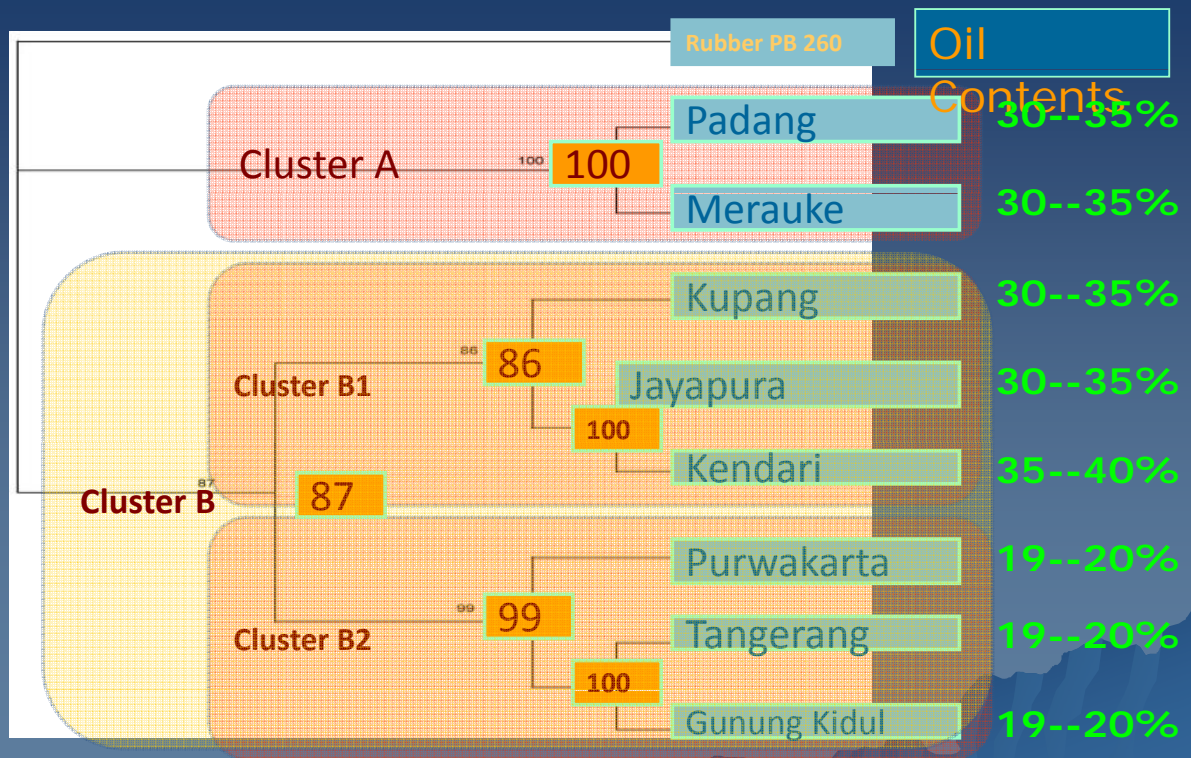 Rubber PB 260
Oil
Contents
Padang
30--35%
Cluster A
100
100
Merauke
30--35%
Kupang
30--35%
86
86
Cluster B1
Jayapura
30--35%
100
Kendari
35--40%
87
Cluster B
87
Purwakarta
19--20%
99
99
Cluster B2
Tangerang
19--20%
100
Gunung Kidul
19--20%